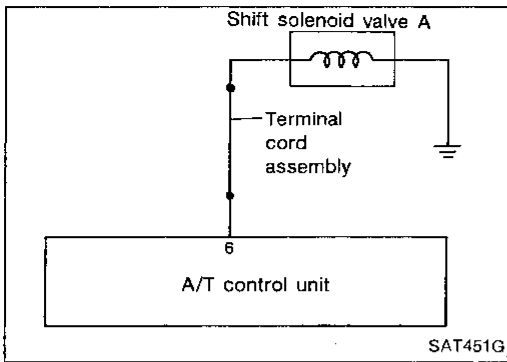 Shift solenoid valve A
Terminal
cord
assembly
6
A/T control unit
SAT451G